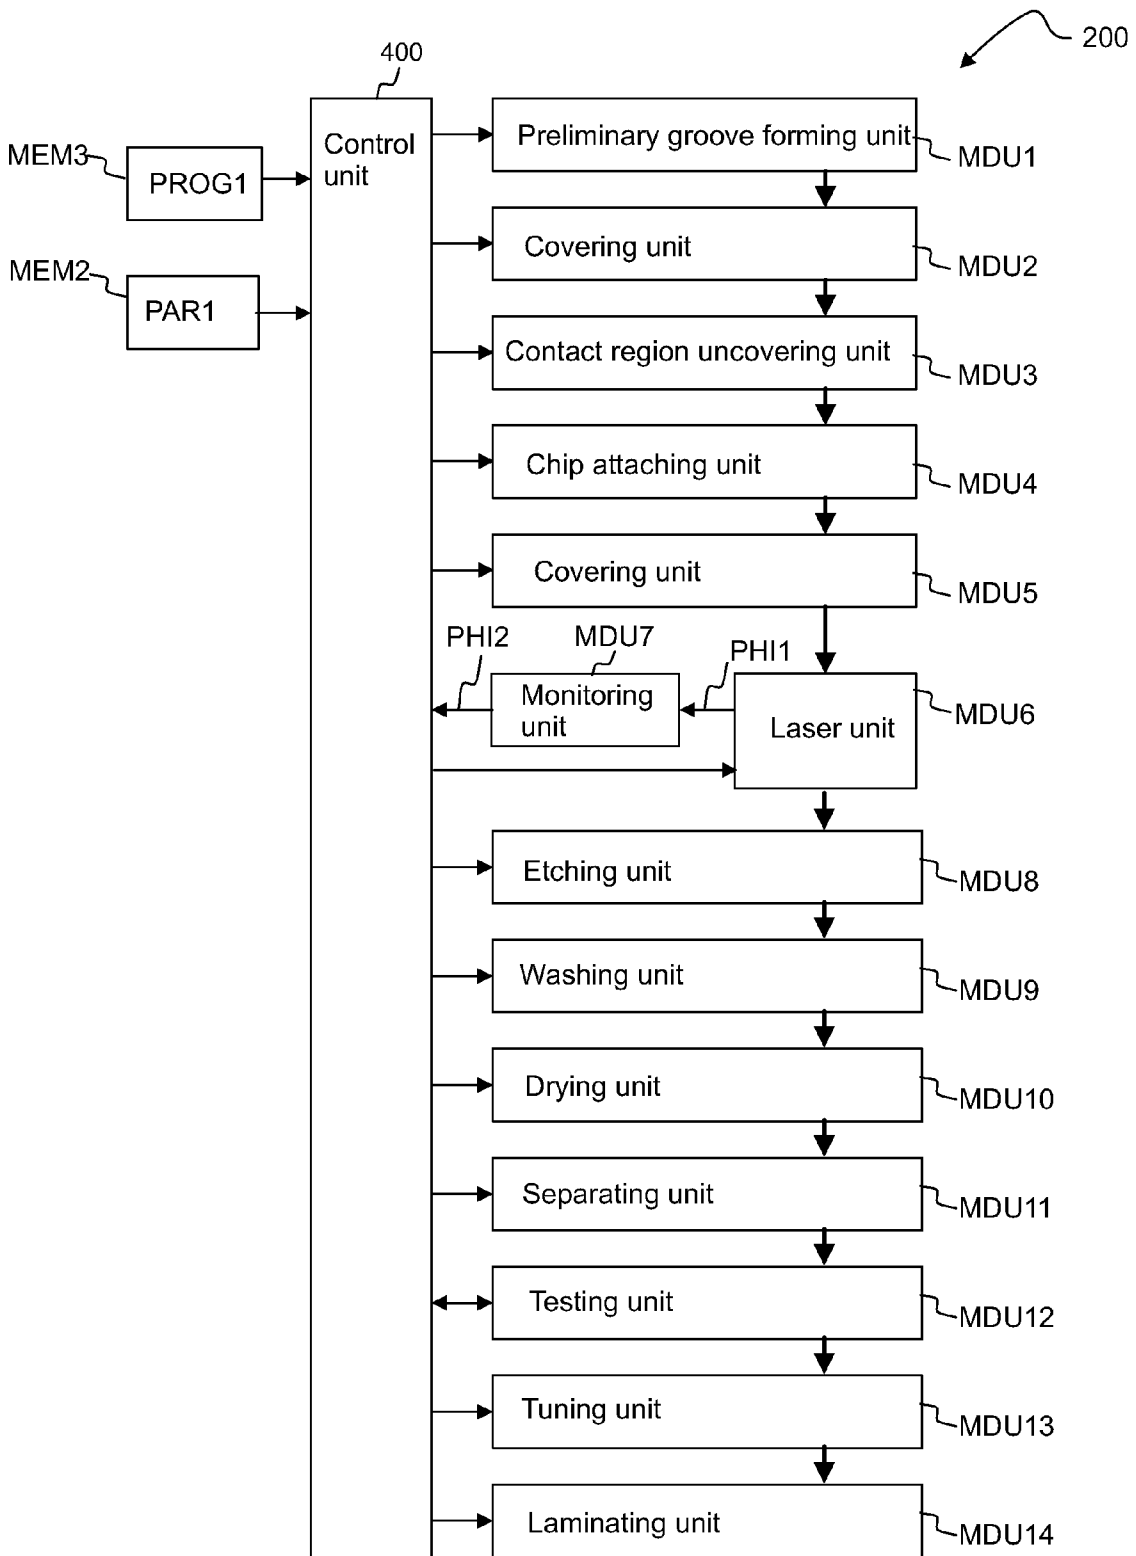 200
400
Control
unit
MEM3
PROG1
MEM2
PAR1
Preliminary groove forming unit
MDU1
Covering unit
MDU2
Contact region uncovering unit
MDU3
Chip attaching unit
MDU4
Covering unit
MDU5
PHI2
MDU7
PHI1
Monitoring
unit
Laser unit
MDU6
Etching unit
MDU8
Washing unit
MDU9
Drying unit
MDU10
Separating unit
MDU11
Testing unit
MDU12
Tuning unit
MDU13
Laminating unit
MDU14